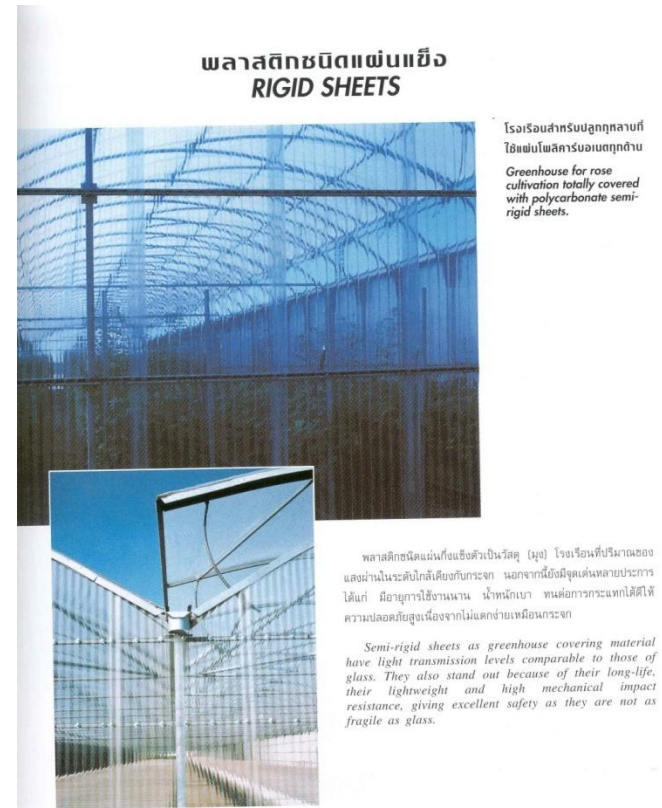 พลาสติกชนิดแผ่นแข็ง
RIGID SHEETS
โรงเรือนสำหรับปลูกกุหลาบที่
ใช้แผ่นโพลิคาร์บอเนตทุกด้าน
Greenhouse for rose
cultivation totally covered
with polycarbonate semi-
rigid sheets.
พลาสติกชนิดแผ่นกึ่งแข็งตัวเป็นวัสดุ (มุง) โรงเรือนที่ปริมาณของ
แสงผ่านในระดับใกล้เคียงกับกระจก นอกจากนี้ยังมีจุดเด่นหลายประการ
ได้แก่ มีอายุการใช้งานนาน น้ำหนักเบา ทนต่อการกระแทกได้ดีให้
ความปลอดภัยสูงเนื่องจากไม่แตกง่ายเหมือนกระจก
Semi-rigid sheets as greenhouse covering material
have light transmission levels comparable to those of
glass. They also stand out because of their long-life,
their lightweight and high mechanical impact
resistance, giving excellent safety as they are not as
fragile as glass.